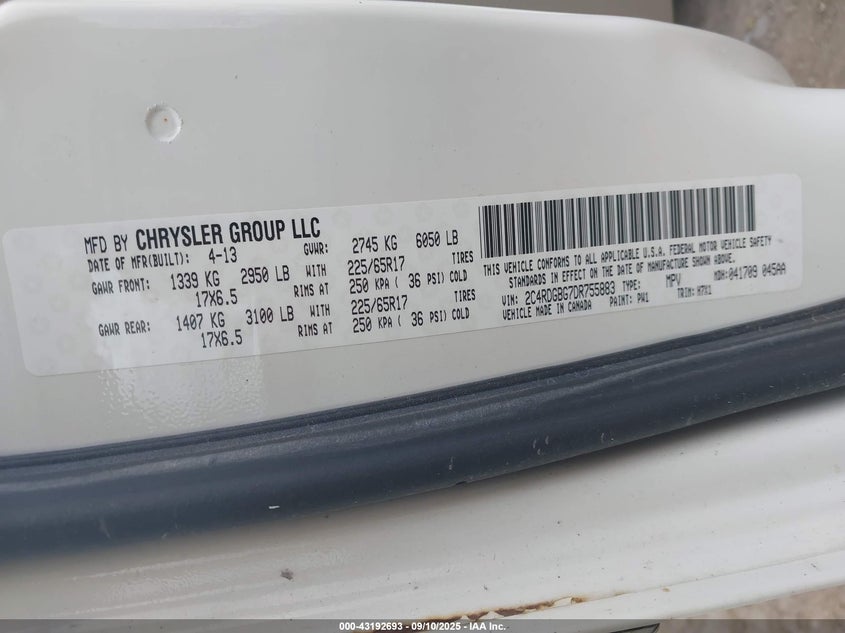 MFD BY CHRYSLER GROUP LLC
DATE OF MFR(BUILT): 4-13 GVWR: 2745 KG 6050 LB
GAWR FRONT: 1339 KG 2950 LB WITH 225/65R17 TIRES
17X6.5 RIMS AT 250 KPA ( 36 PSI) COLD
GAWR REAR: 1407 KG 3100 LB WITH 225/65R17 TIRES
17X6.5 RIMS AT 250 KPA ( 36 PSI) COLD
THIS VEHICLE CONFORMS TO ALL APPLICABLE U.S.A. FEDERAL MOTOR VEHICLE SAFETY
STANDARDS IN EFFECT ON THE DATE OF MANUFACTURE SHOWN ABOVE.
VIN: 2C4RDGBG7DR755883 TYPE: MPV MDH: 041709 045AA
VEHICLE MADE IN CANADA PAINT: PW1 TRIM:
000-43192693 - 09/10/2025 - IAA Inc.